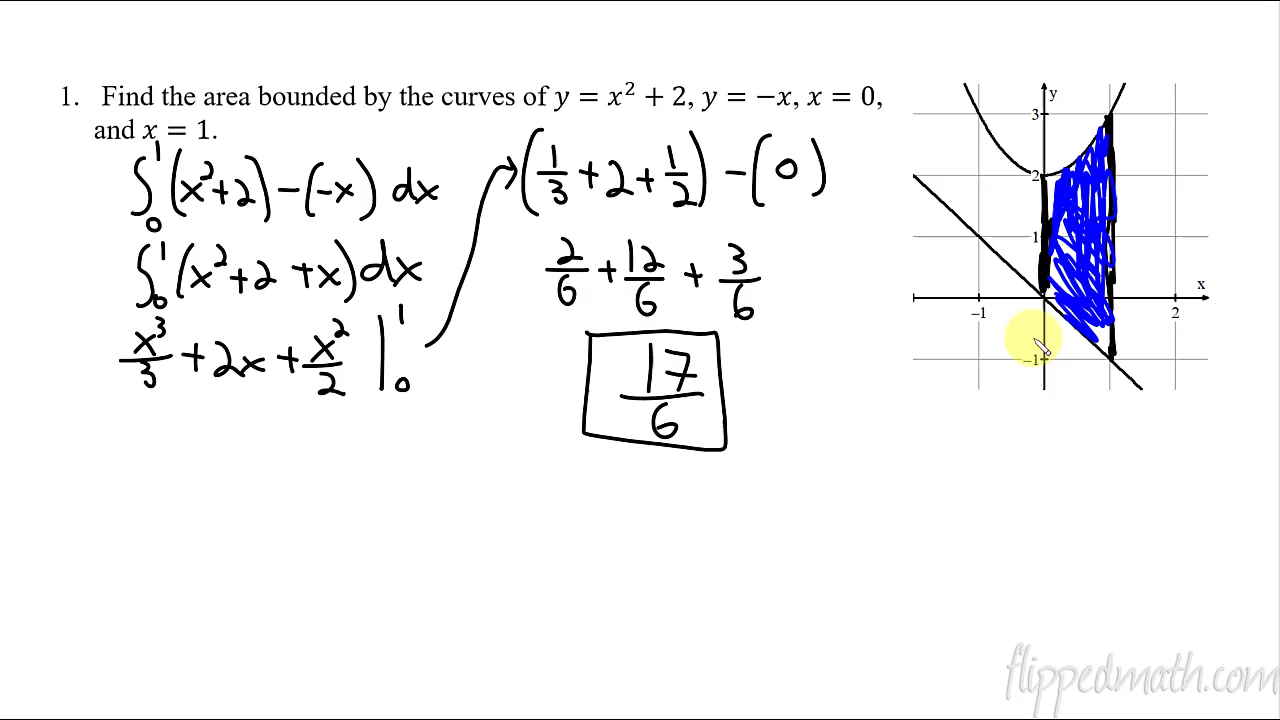 1. Find the area bounded by the curves of y = x² + 2, y = −x, x = 0,
and x = 1.
∫₀¹ (x²+2) − (−x) dx
∫₀¹ (x²+2 +x) dx
x³/3 + 2x + x²/2 |₀¹
(1/3 + 2 + 1/2) − (0)
2/6 + 12/6 + 3/6
17/6
y
3
2
1
x
−1 2
−1
flippedmath.com